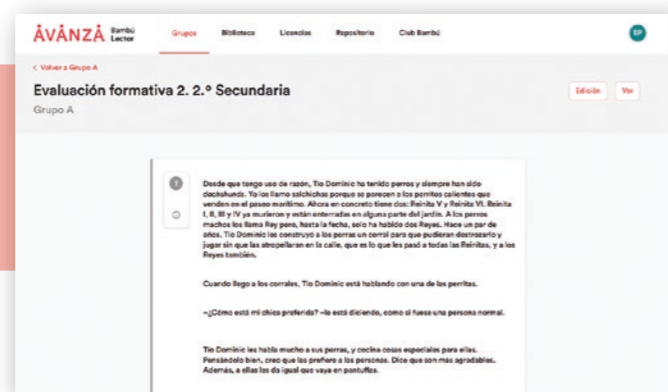 AVANZA Bambú Lector
Grupos Biblioteca Licencias Repositorio Club Bambú EP
< Volver a Grupo A
Evaluación formativa 2. 2.º Secundaria
Edición Ver
Grupo A
1
Desde que tengo uso de razón, Tío Dominic ha tenido perros y siempre han sido
dachshunds. Yo los llamo salchichas porque se parecen a los perritos calientes que
venden en el paseo marítimo. Ahora en concreto tiene dos: Reinita V y Reinita VI. Reinita
I, II, III y IV ya murieron y están enterradas en alguna parte del jardín. A los perros
machos los llama Rey pero, hasta la fecha, solo ha habido dos Reyes. Hace un par de
años, Tío Dominic les construyó a las perras un corral para que pudieran destrozarlo y
jugar sin que las atropellaran en la calle, que es lo que les pasó a todas las Reinitas, y a los
Reyes también.
Cuando llego a los corrales, Tío Dominic está hablando con una de las perritas.
–¿Cómo está mi chica preferida? –le está diciendo, como si fuese una persona normal.
Tío Dominic les habla mucho a sus perros, y cocina cosas especiales para ellas.
Pensándolo bien, creo que las prefiere a las personas. Dice que son más agradables.
Además, a ellas les da igual que vaya en pantuflas.